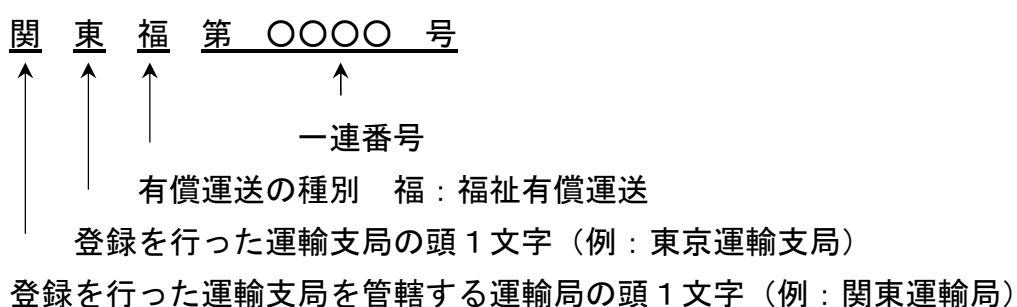 関 東 福 第 〇〇〇〇 号
一連番号
有償運送の種別 福：福祉有償運送
登録を行った運輸支局の頭１文字（例：東京運輸支局）
登録を行った運輸支局を管轄する運輸局の頭１文字（例：関東運輸局）